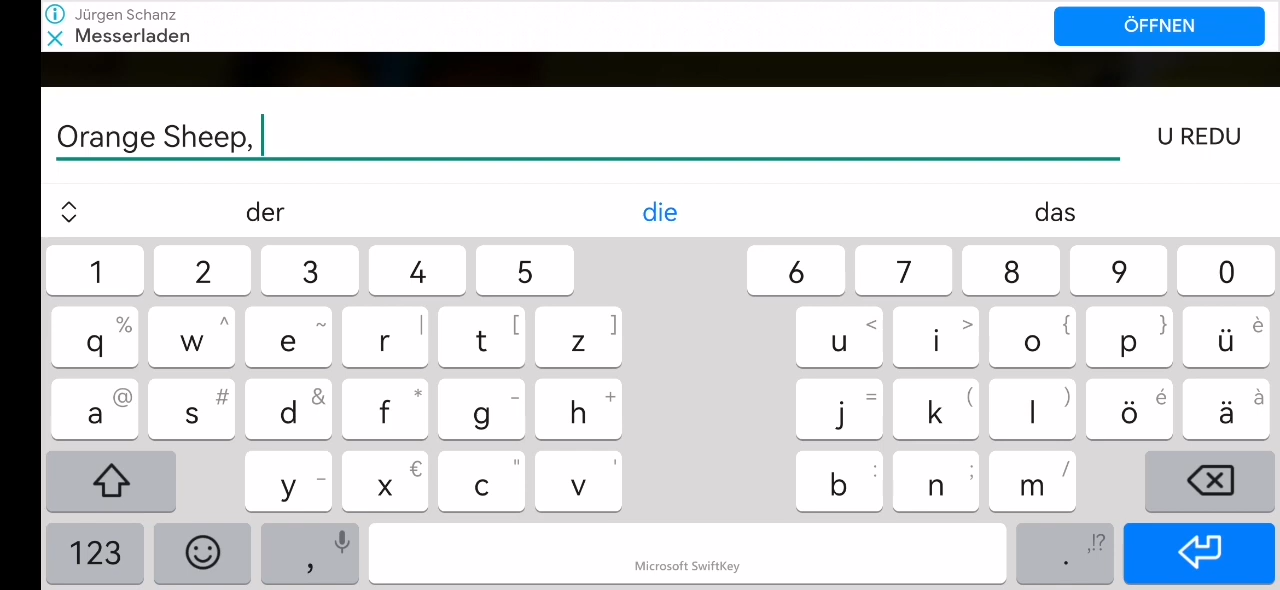 Jürgen Schanz
Messerladen
ÖFFNEN
Orange Sheep,
U REDU
der die das
1 2 3 4 5 6 7 8 9 0
q % w ^ e ~ r | t [ z ] u < i > o { p } ü è
a @ s # d & f * g - h + j = k ( l ) ö é ä à
y _ x € c " v ' b : n ; m /
123 , Microsoft SwiftKey . ,!?